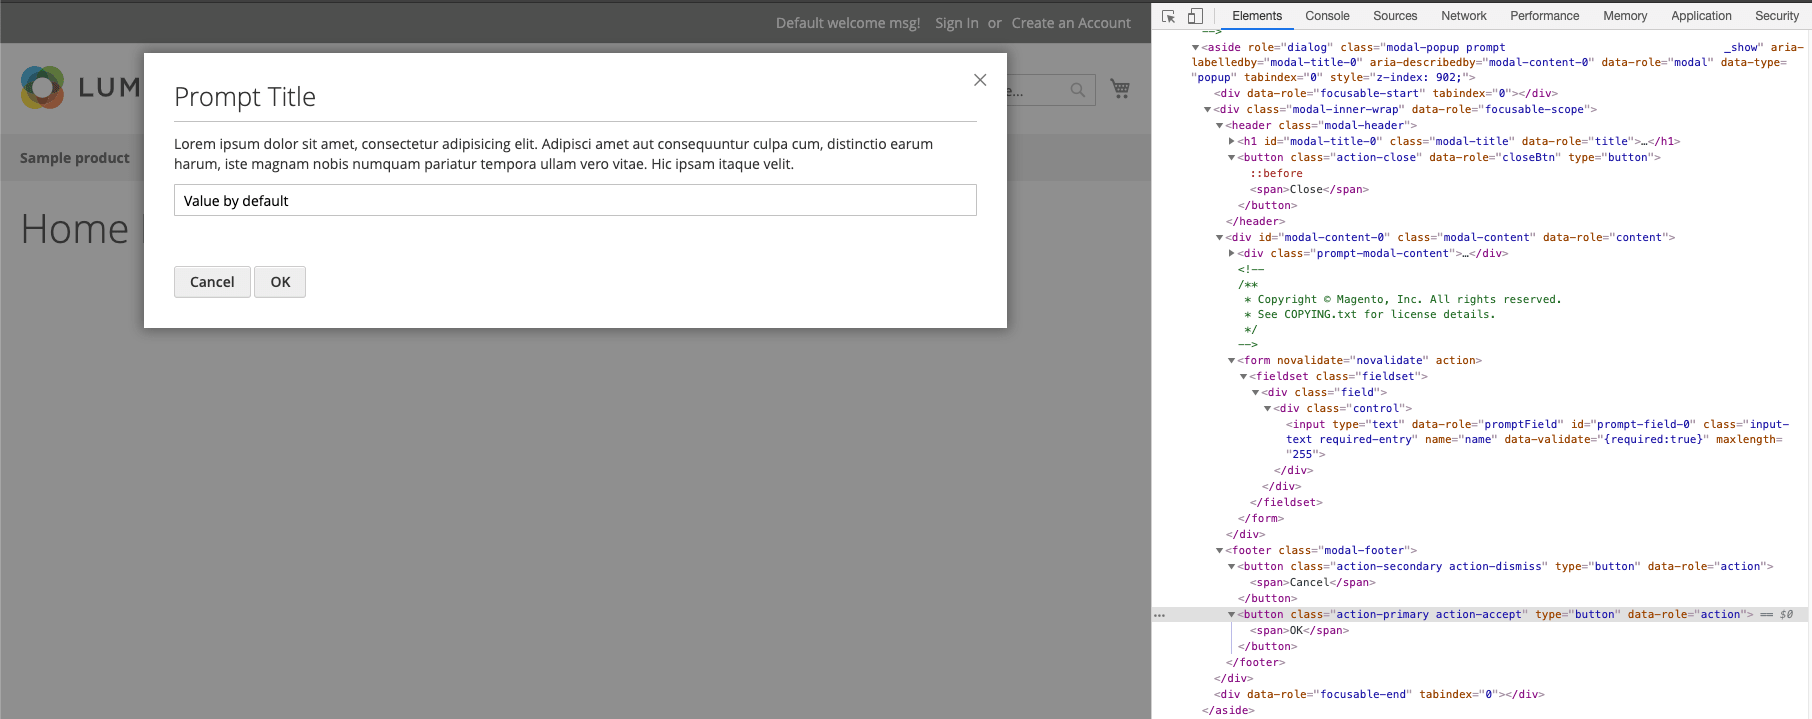 Default welcome msg! Sign In or Create an Account
LUM
e...
Prompt Title
Lorem ipsum dolor sit amet, consectetur adipisicing elit. Adipisci amet aut consequuntur culpa cum, distinctio earum
harum, iste magnam nobis numquam pariatur tempora ullam vero vitae. Hic ipsam itaque velit.
Value by default
Cancel OK
Sample product
Home
Elements Console Sources Network Performance Memory Application Security
-->
<aside role="dialog" class="modal-popup prompt _show" aria-
labelledby="modal-title-0" aria-describedby="modal-content-0" data-role="modal" data-type=
"popup" tabindex="0" style="z-index: 902;">
<div data-role="focusable-start" tabindex="0"></div>
<div class="modal-inner-wrap" data-role="focusable-scope">
<header class="modal-header">
<h1 id="modal-title-0" class="modal-title" data-role="title">…</h1>
<button class="action-close" data-role="closeBtn" type="button">
::before
<span>Close</span>
</button>
</header>
<div id="modal-content-0" class="modal-content" data-role="content">
<div class="prompt-modal-content">…</div>
<!--
/**
* Copyright © Magento, Inc. All rights reserved.
* See COPYING.txt for license details.
*/
-->
<form novalidate="novalidate" action>
<fieldset class="fieldset">
<div class="field">
<div class="control">
<input type="text" data-role="promptField" id="prompt-field-0" class="input-
text required-entry" name="name" data-validate="{required:true}" maxlength=
"255">
</div>
</div>
</fieldset>
</form>
</div>
<footer class="modal-footer">
<button class="action-secondary action-dismiss" type="button" data-role="action">
<span>Cancel</span>
</button>
… <button class="action-primary action-accept" type="button" data-role="action"> == $0
<span>OK</span>
</button>
</footer>
</div>
<div data-role="focusable-end" tabindex="0"></div>
</aside>